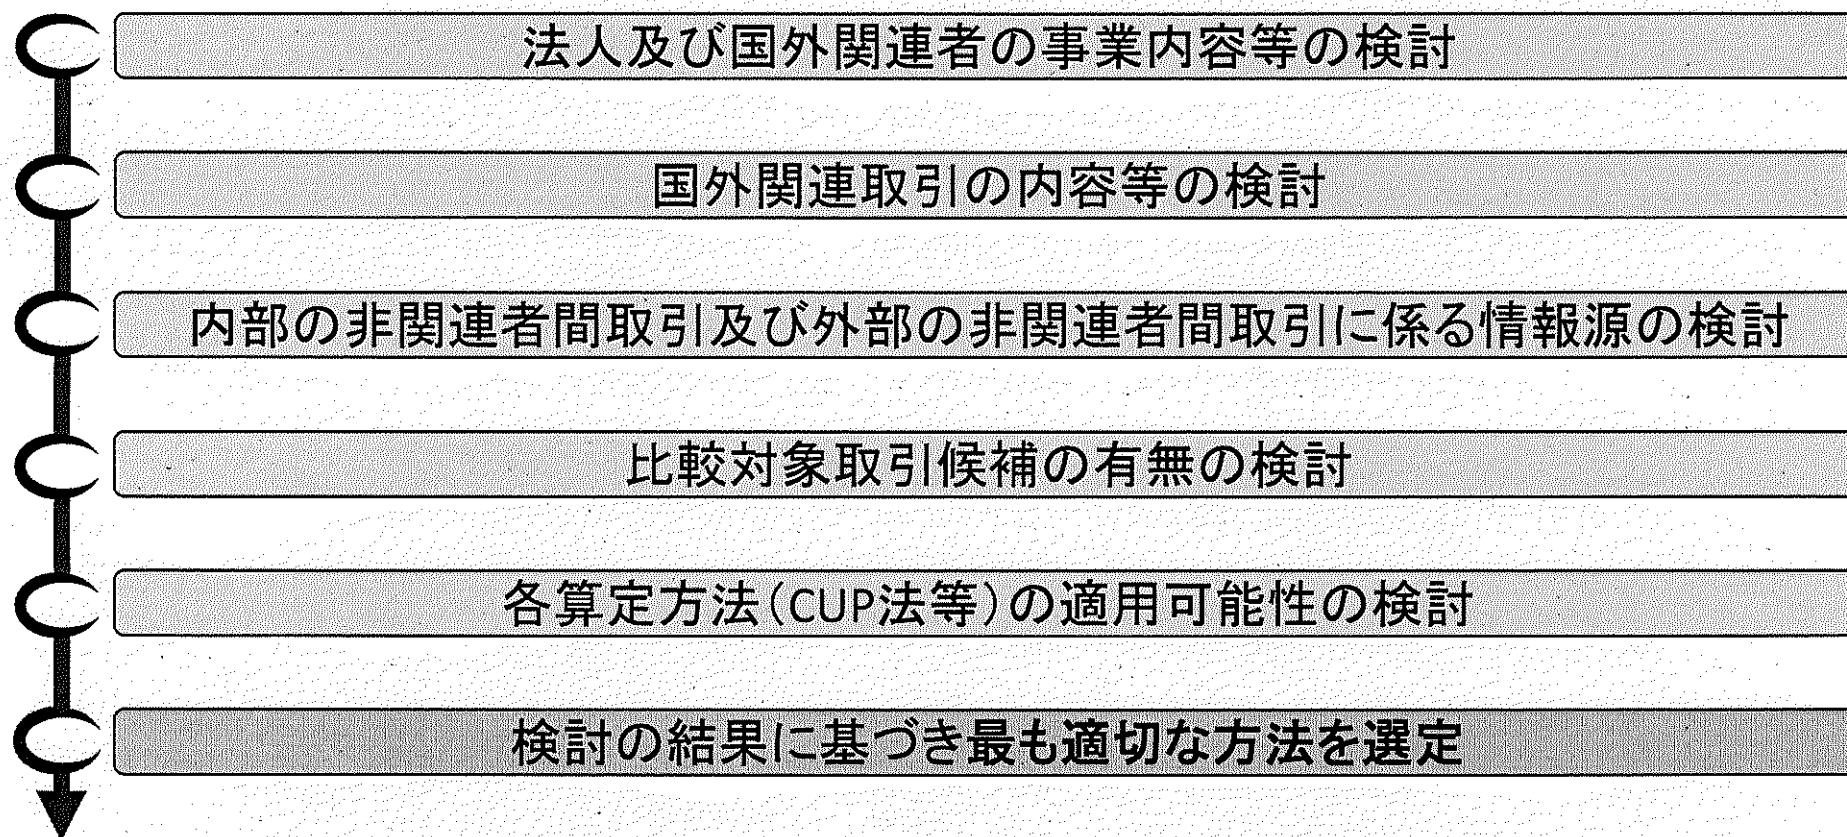 法人及び国外関連者の事業内容等の検討
国外関連取引の内容等の検討
内部の非関連者間取引及び外部の非関連者間取引に係る情報源の検討
比較対象取引候補の有無の検討
各算定方法（CUP法等）の適用可能性の検討
検討の結果に基づき最も適切な方法を選定